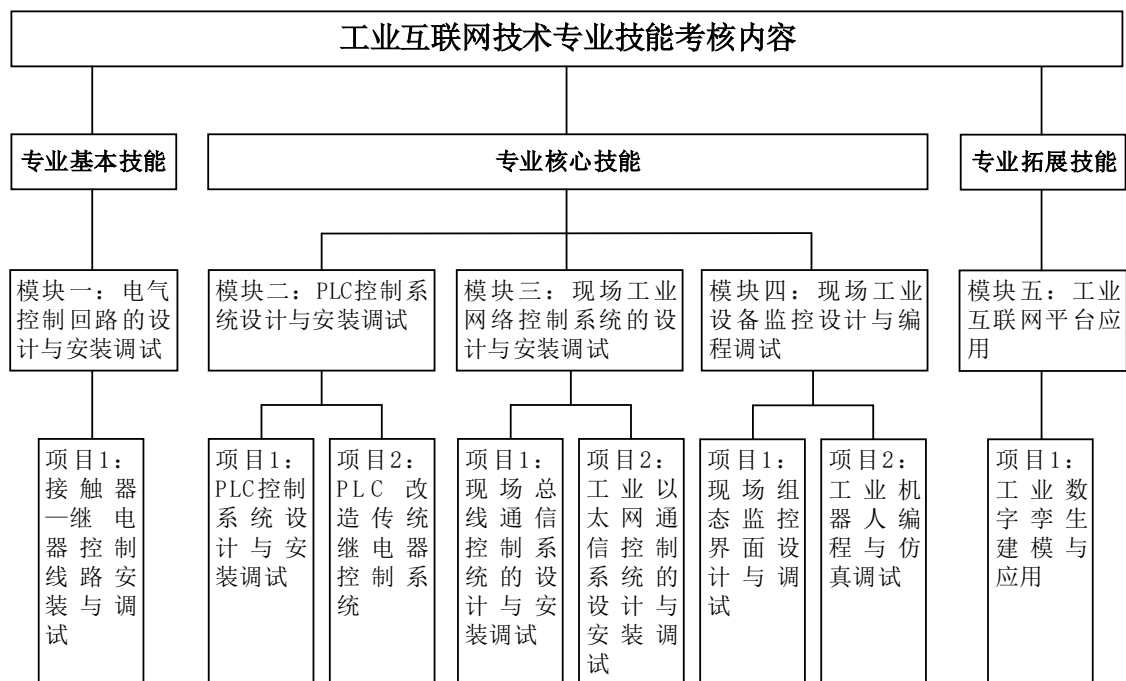 工业互联网技术专业技能考核内容
专业基本技能
专业核心技能
专业拓展技能
模块一：电气
控制回路的设
计与安装调试
模块二：PLC控制系
统设计与安装调试
模块三：现场工业
网络控制系统的设
计与安装调试
模块四：现场工业
设备监控设计与编
程调试
模块五：工业
互联网平台应
用
项目1：
接触器
—继电
器控制
线路安
装与调
试
项目1：
PLC控制
系统设
计与安
装调试
项目2：
PLC 改
造传统
继电器
控制系
统
项目1：
现场总
线通信
控制系
统的设
计与安
装调试
项目2：
工业以
太网通
信控制
系统的
设计与
安装调
试
项目1：
现场组
态监控
界面设
计与调
试
项目2：
工业机
器人编
程与仿
真调试
项目1：
工业数
字孪生
建模与
应用